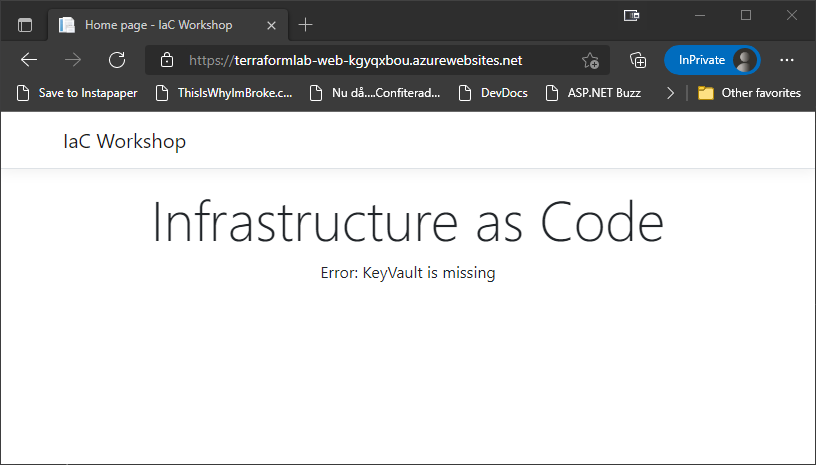 Home page - IaC Workshop
https://terraformlab-web-kgyqxbou.azurewebsites.net
InPrivate
Save to Instapaper
ThisIsWhyImBroke.c...
Nu då....Confiterad...
DevDocs
ASP.NET Buzz
Other favorites
IaC Workshop
Infrastructure as Code
Error: KeyVault is missing